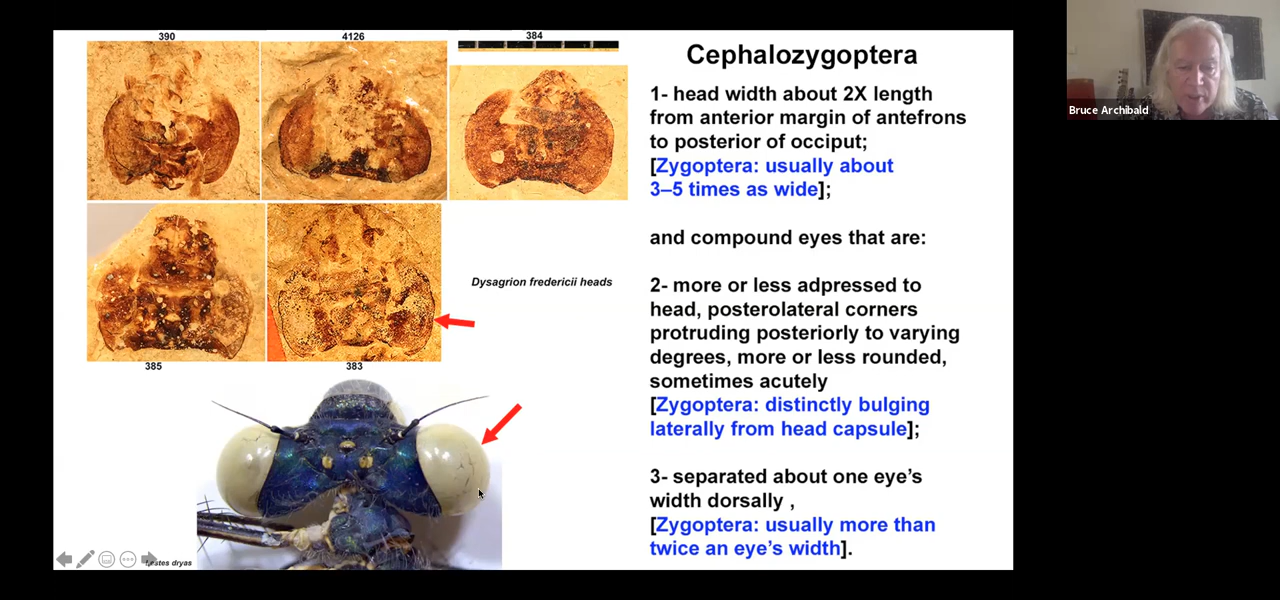 390
4126
384
Cephalozygoptera
1- head width about 2X length
from anterior margin of antefrons
to posterior of occiput;
[Zygoptera: usually about
3–5 times as wide];
and compound eyes that are:
2- more or less adpressed to
head, posterolateral corners
protruding posteriorly to varying
degrees, more or less rounded,
sometimes acutely
[Zygoptera: distinctly bulging
laterally from head capsule];
3- separated about one eye’s
width dorsally ,
[Zygoptera: usually more than
twice an eye’s width].
Dysagrion fredericii heads
385
383
Lestes dryas
Bruce Archibald